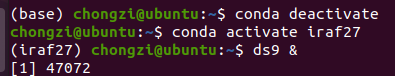 (base) chongzi@ubuntu:~$ conda deactivate
chongzi@ubuntu:~$ conda activate iraf27
(iraf27) chongzi@ubuntu:~$ ds9 &
[1] 47072